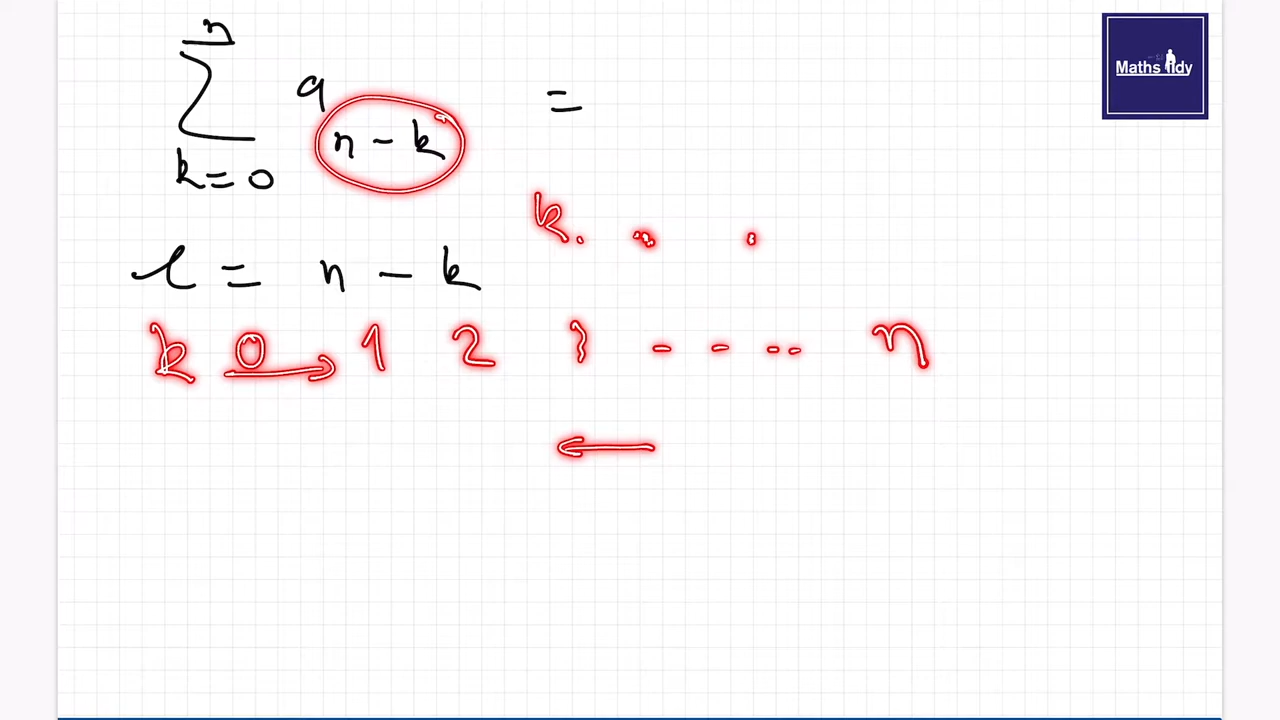 n
∑ a n - k =
k = 0
k . . .
l = n - k
k 0 → 1 2 3 - - - - n
←
Maths